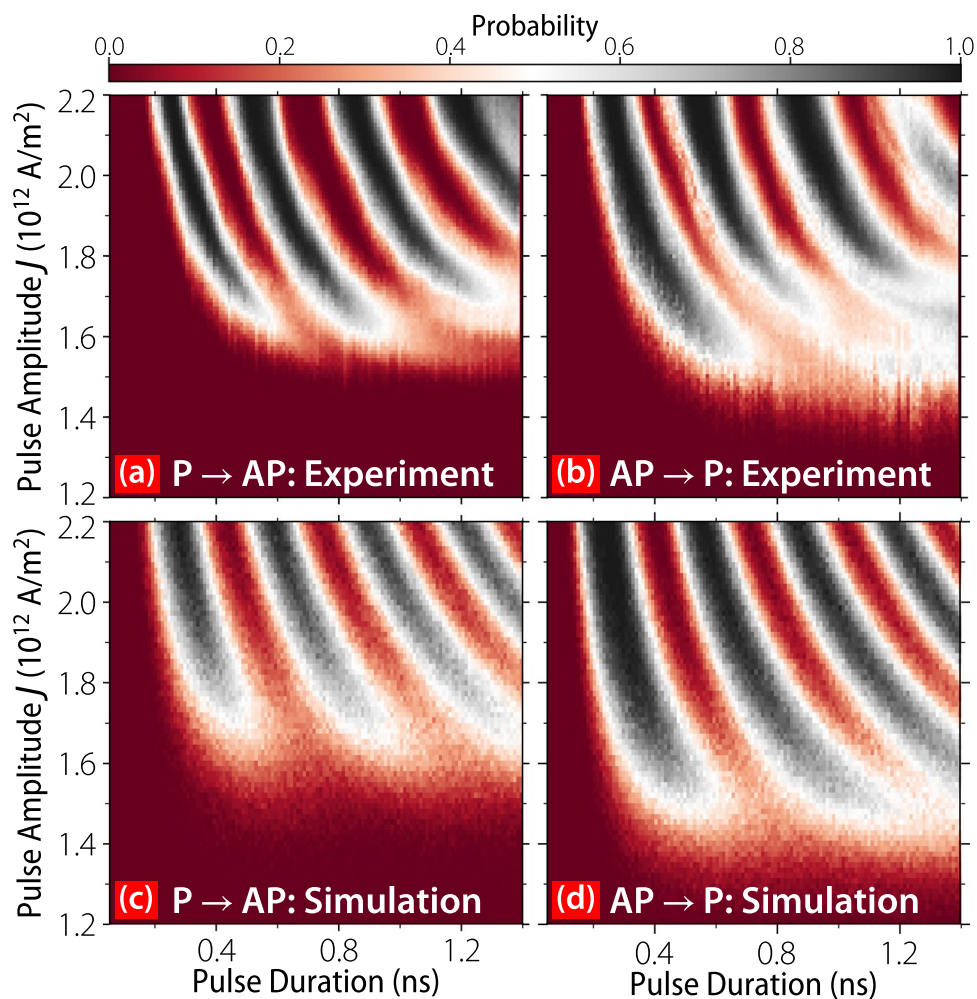 Probability
0.0 0.2 0.4 0.6 0.8 1.0
Pulse Amplitude J (10¹² A/m²)
2.2
2.0
1.8
1.6
1.4
1.2
(a) P → AP: Experiment
(b) AP → P: Experiment
Pulse Amplitude J (10¹² A/m²)
2.2
2.0
1.8
1.6
1.4
1.2
(c) P → AP: Simulation
(d) AP → P: Simulation
0.4 0.8 1.2
0.4 0.8 1.2
Pulse Duration (ns)
Pulse Duration (ns)